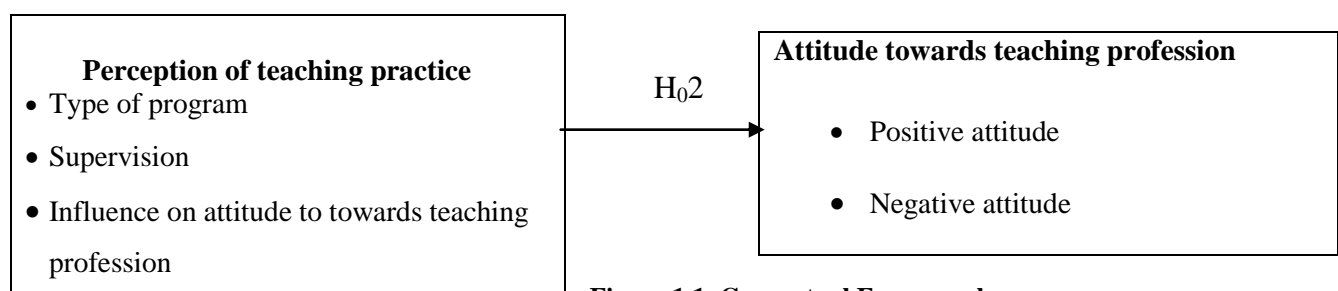 Perception of teaching practice
• Type of program
• Supervision
• Influence on attitude to towards teaching
profession
H₀2
Attitude towards teaching profession
• Positive attitude
• Negative attitude
Figure 1.1 Conceptual Framework